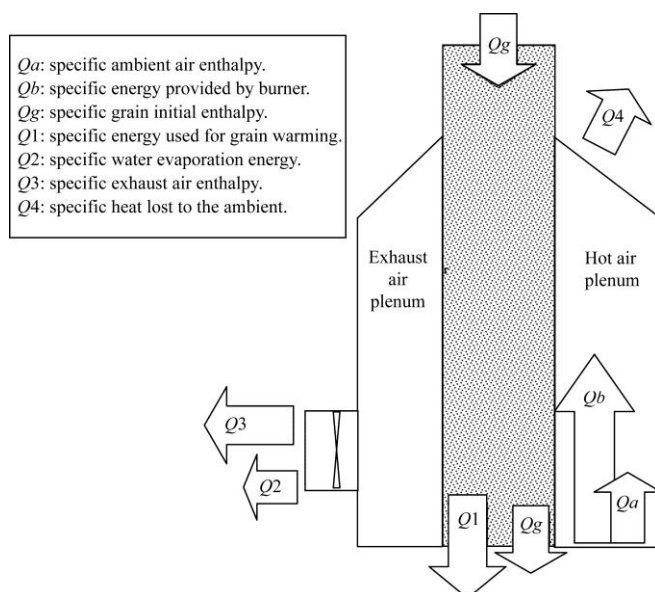 Qa: specific ambient air enthalpy.
Qb: specific energy provided by burner.
Qg: specific grain initial enthalpy.
Q1: specific energy used for grain warming.
Q2: specific water evaporation energy.
Q3: specific exhaust air enthalpy.
Q4: specific heat lost to the ambient.
Qg
Q4
Exhaust
air
plenum
r
Hot air
plenum
Qb
Q3
Q2
Q1
Qg
Qa